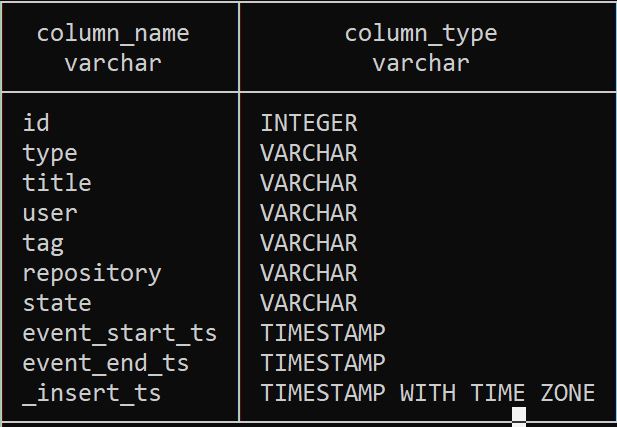 column_name column_type
varchar varchar
id INTEGER
type VARCHAR
title VARCHAR
user VARCHAR
tag VARCHAR
repository VARCHAR
state VARCHAR
event_start_ts TIMESTAMP
event_end_ts TIMESTAMP
_insert_ts TIMESTAMP WITH TIME ZONE